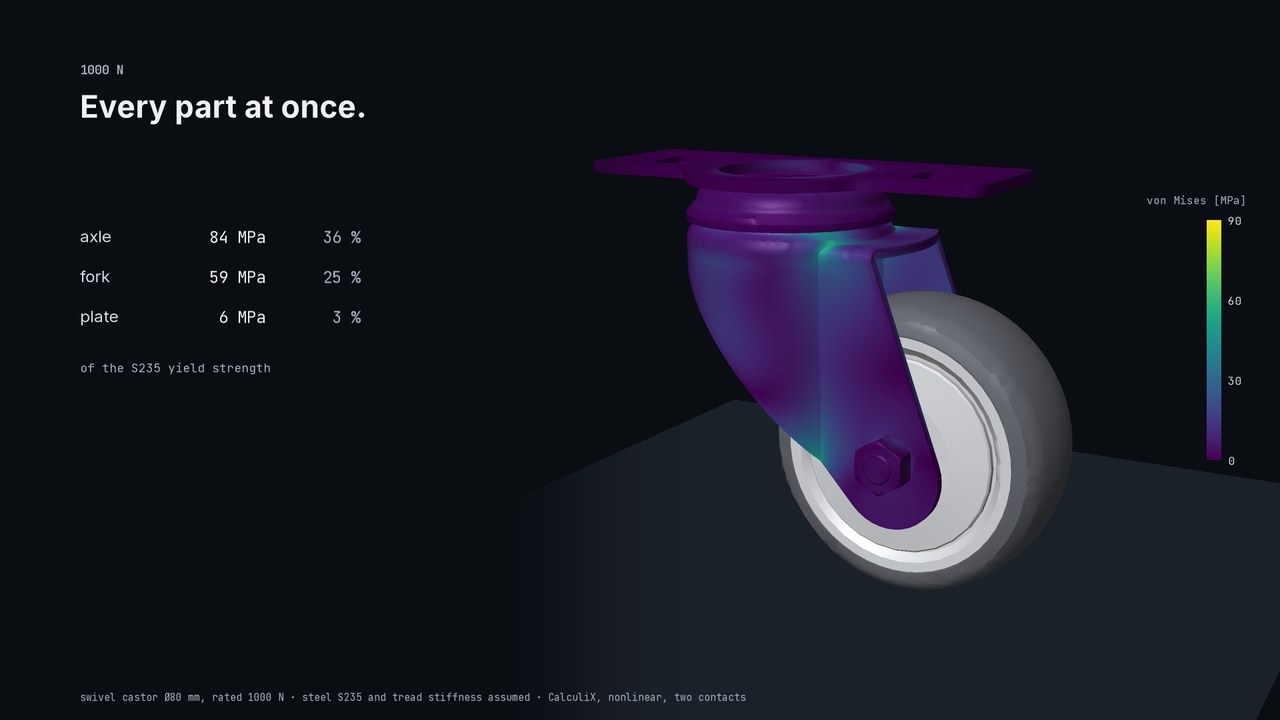 1000 N
Every part at once.
axle 84 MPa 36 %
fork 59 MPa 25 %
plate 6 MPa 3 %
of the S235 yield strength
von Mises [MPa]
90
60
30
0
swivel castor Ø80 mm, rated 1000 N · steel S235 and tread stiffness assumed · CalculiX, nonlinear, two contacts